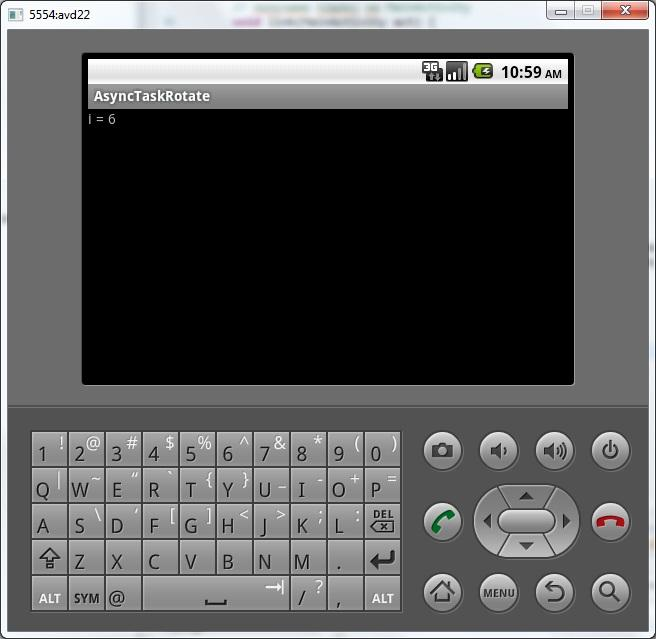 5554:avd22
3G 10:59 AM
AsyncTaskRotate
i = 6
1 ! 2 @ 3 # 4 $ 5 % 6 ^ 7 & 8 * 9 ( 0 )
Q | W ~ E “ R ` T { Y } U _ I - O + P =
A S \ D ‘ F [ G ] H < J > K ; L : DEL
Z X C V B N M .
ALT SYM @ / ? , ALT
MENU